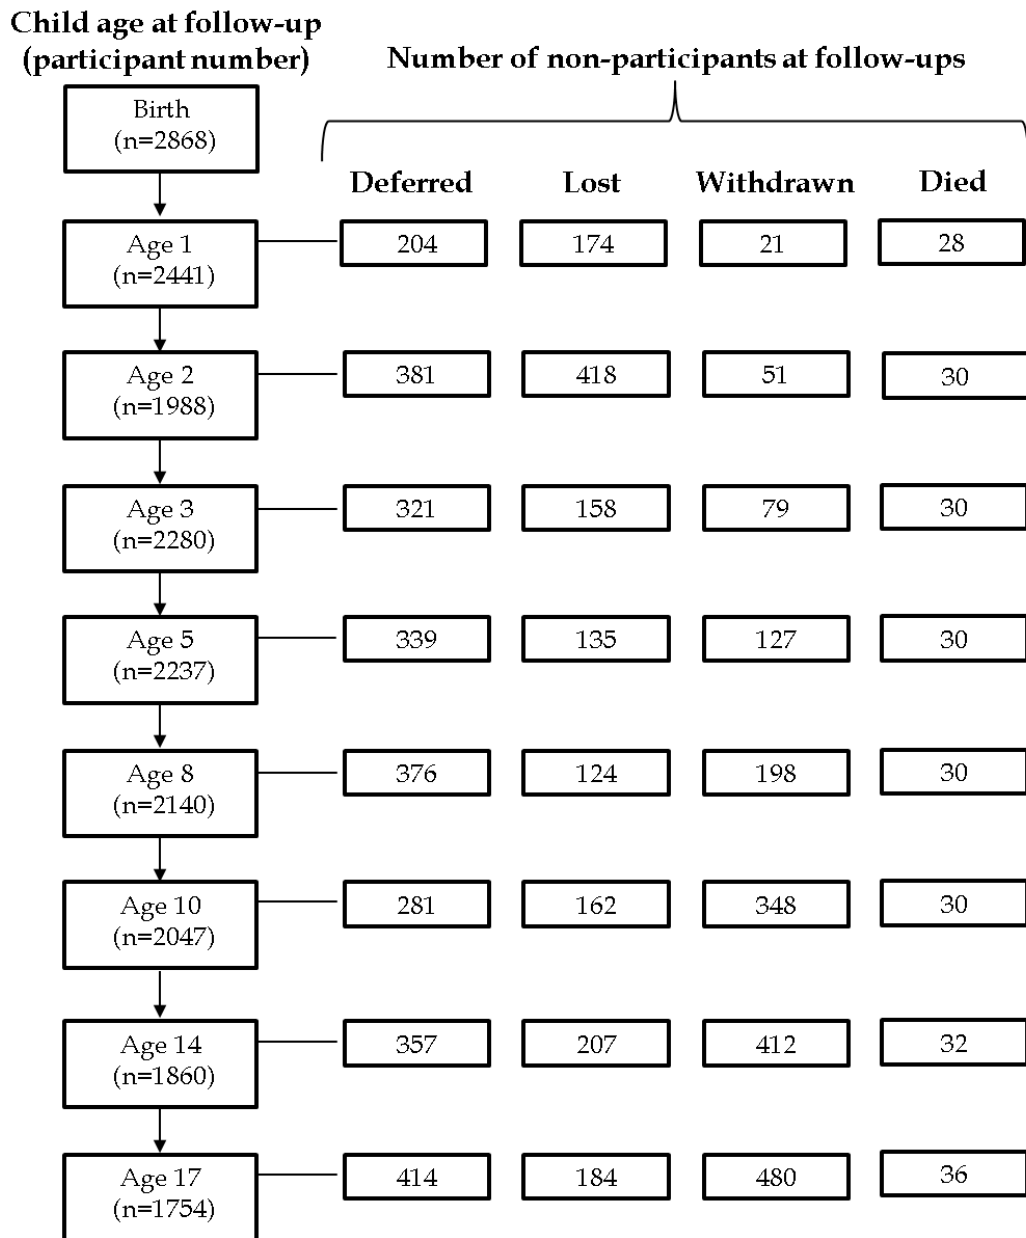 Child age at follow-up
(participant number)
Number of non-participants at follow-ups
Birth
(n=2868)
Deferred Lost Withdrawn Died
Age 1
(n=2441)
204 174 21 28
Age 2
(n=1988)
381 418 51 30
Age 3
(n=2280)
321 158 79 30
Age 5
(n=2237)
339 135 127 30
Age 8
(n=2140)
376 124 198 30
Age 10
(n=2047)
281 162 348 30
Age 14
(n=1860)
357 207 412 32
Age 17
(n=1754)
414 184 480 36